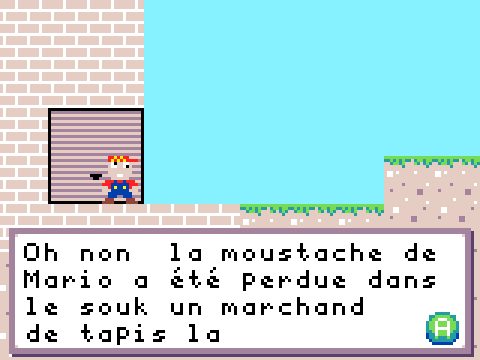 Oh non la moustache de
Mario a été perdue dans
le souk un marchand
de tapis la
A